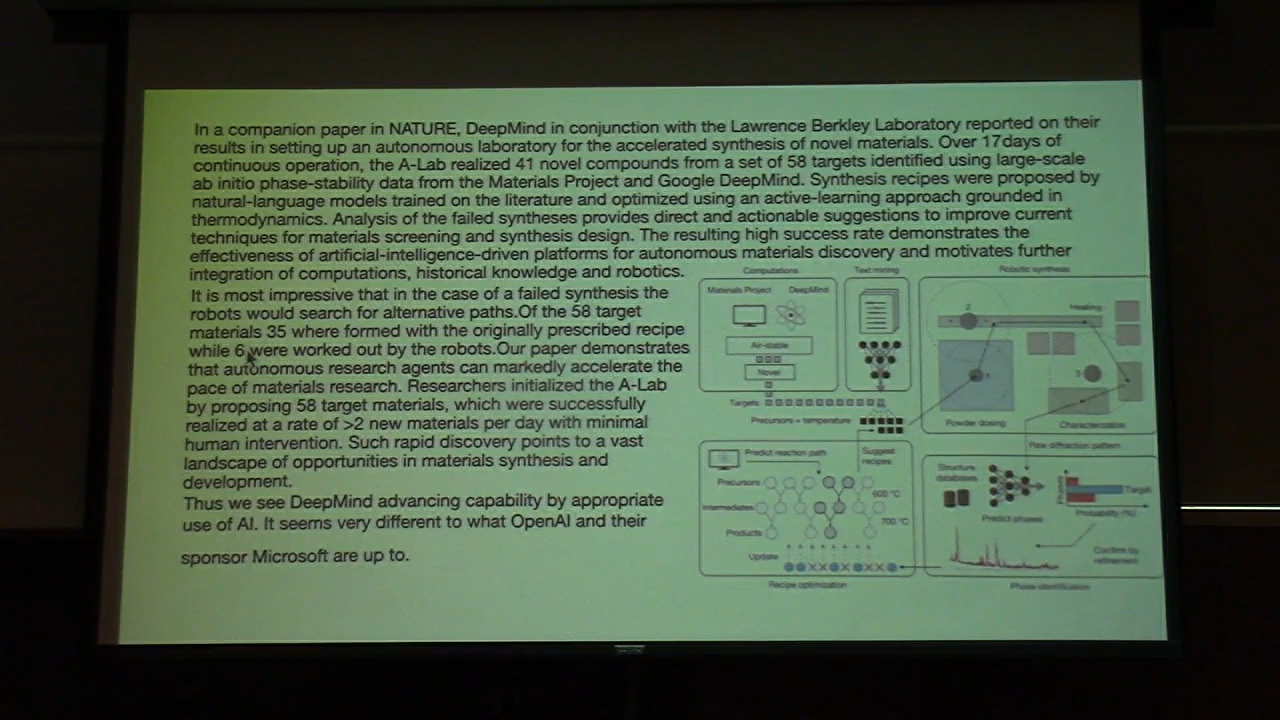 In a companion paper in NATURE, DeepMind in conjunction with the Lawrence Berkley Laboratory reported on their
results in setting up an autonomous laboratory for the accelerated synthesis of novel materials. Over 17days of
continuous operation, the A-Lab realized 41 novel compounds from a set of 58 targets identified using large-scale
ab initio phase-stability data from the Materials Project and Google DeepMind. Synthesis recipes were proposed by
natural-language models trained on the literature and optimized using an active-learning approach grounded in
thermodynamics. Analysis of the failed syntheses provides direct and actionable suggestions to improve current
techniques for materials screening and synthesis design. The resulting high success rate demonstrates the
effectiveness of artificial-intelligence-driven platforms for autonomous materials discovery and motivates further
integration of computations, historical knowledge and robotics.
It is most impressive that in the case of a failed synthesis the
robots would search for alternative paths.Of the 58 target
materials 35 where formed with the originally prescribed recipe
while 6 were worked out by the robots.Our paper demonstrates
that autonomous research agents can markedly accelerate the
pace of materials research. Researchers initialized the A-Lab
by proposing 58 target materials, which were successfully
realized at a rate of >2 new materials per day with minimal
human intervention. Such rapid discovery points to a vast
landscape of opportunities in materials synthesis and
development.
Thus we see DeepMind advancing capability by appropriate
use of AI. It seems very different to what OpenAI and their
sponsor Microsoft are up to.
Computations
Materials Project DeepMind
Air-stable
Novel
Targets
Text mining
Precursors + temperature
Robotic synthesis
2
Heating
3
Powder dosing
Characterization
Raw diffraction pattern
Predict reaction path
Suggest
recipes
Precursors
600 °C
Intermediates
700 °C
Products
Update
Recipe optimization
Structure
databases
Predict phases
Phases
Target
Probability (%)
Confirm by
refinement
Phase identification